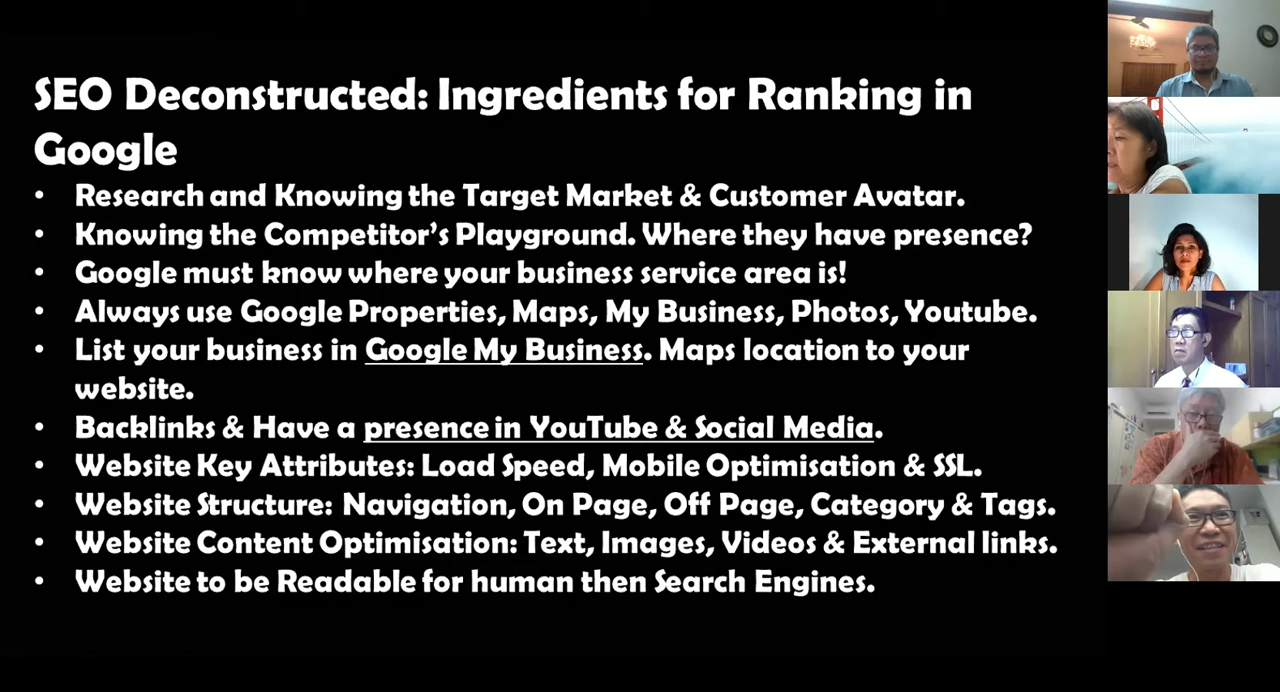 SEO Deconstructed: Ingredients for Ranking in
Google
• Research and Knowing the Target Market & Customer Avatar.
• Knowing the Competitor's Playground. Where they have presence?
• Google must know where your business service area is!
• Always use Google Properties, Maps, My Business, Photos, Youtube.
• List your business in Google My Business. Maps location to your
website.
• Backlinks & Have a presence in YouTube & Social Media.
• Website Key Attributes: Load Speed, Mobile Optimisation & SSL.
• Website Structure: Navigation, On Page, Off Page, Category & Tags.
• Website Content Optimisation: Text, Images, Videos & External links.
• Website to be Readable for human then Search Engines.